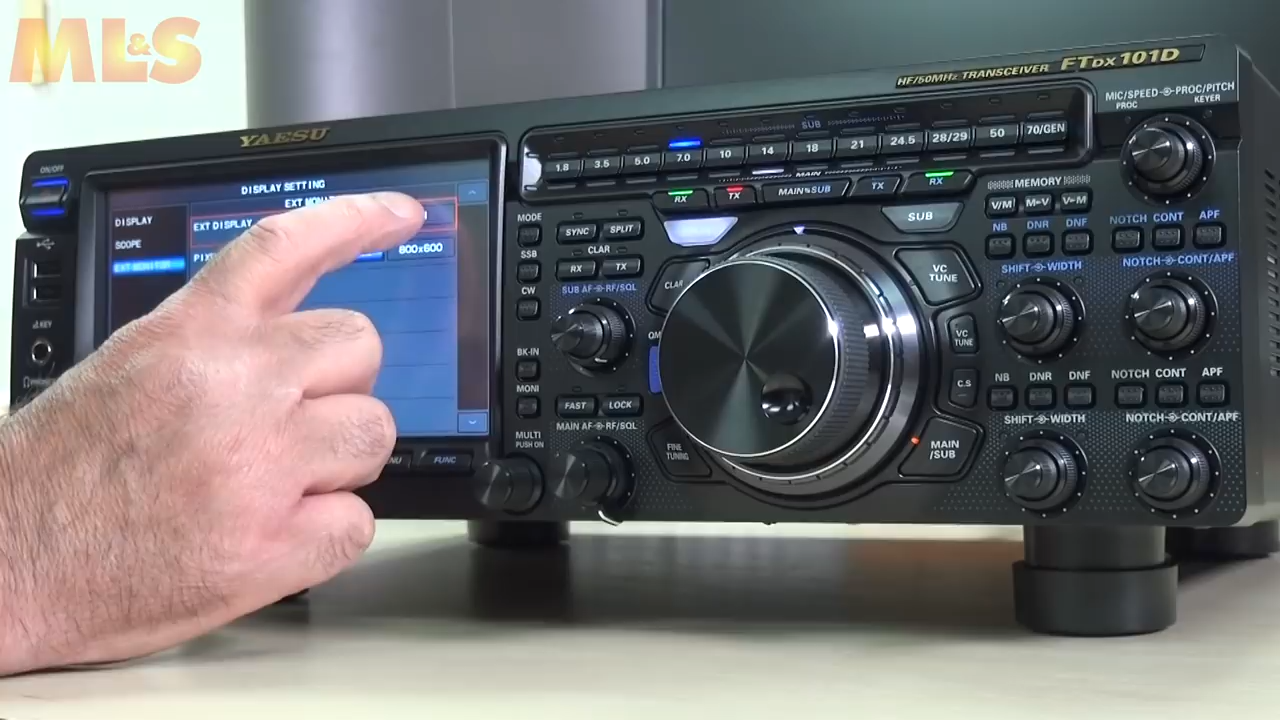 ML&S
HF/50MHz TRANSCEIVER FTDX101D
YAESU
ON/OFF
DISPLAY SETTING
DISPLAY
SCOPE
EXT MONITOR
EXT DISPLAY
800x600
KEY
FUNC
SUB
1.8 3.5 5.0 7.0 10 14 18 21 24.5 28/29 50 70/GEN
MAIN
RX TX MAIN SUB TX RX
SUB
MIC/SPEED PROC/PITCH
PROC KEYER
MEMORY
V/M M▸V V▸M
NB DNR DNF NOTCH CONT APF
SHIFT WIDTH NOTCH CONT/APF
MODE
SSB
CW
BK-IN
MONI
MULTI
PUSH ON
SYNC SPLIT
CLAR
RX TX
SUB AF RF/SQL
FAST LOCK
MAIN AF RF/SQL
FINE
TUNING
VC
TUNE
VC
TUNE
C.S
MAIN
/SUB
NB DNR DNF NOTCH CONT APF
SHIFT WIDTH NOTCH CONT/APF